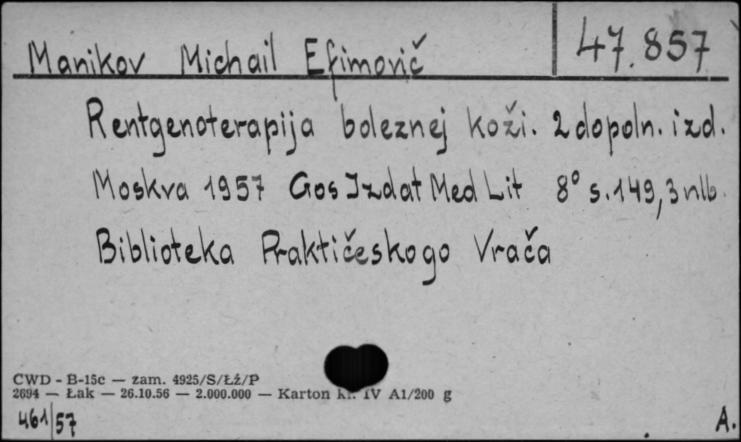 Manikov Michail Efimovič 47.857
Rentgenoterapija boleznej koži. 2 dopoln. izd.
Moskva 1957 Gos Izdat Med Lit 8° s. 149, 3 nlb.
Biblioteka Praktičeskogo Vrača
CWD - B-15c — zam. 4925/S/Łź/P
2694 — Łak — 26.10.56 — 2.000.000 — Karton kl. IV A1/200 g
461/57 A.